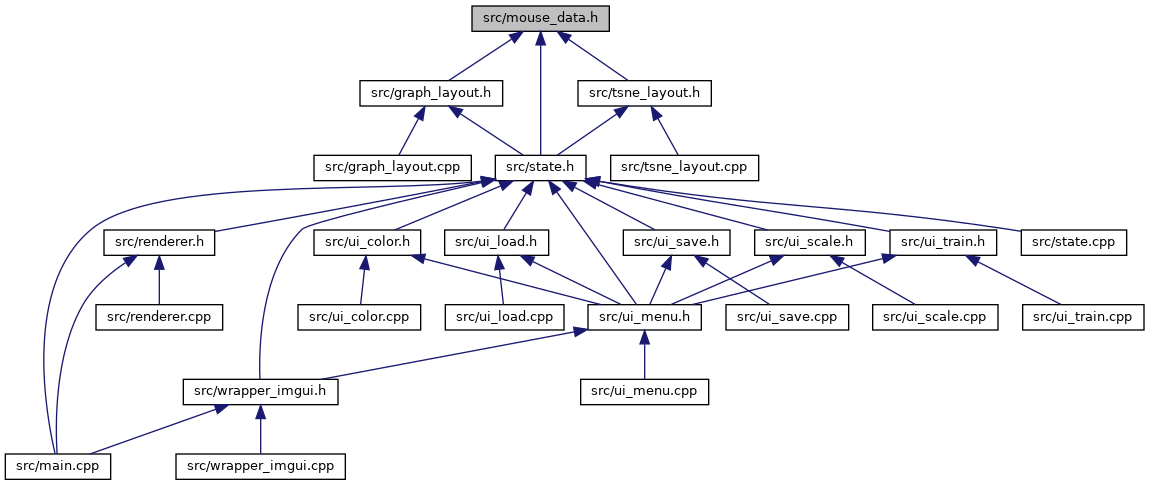 src/mouse_data.h
src/graph_layout.h
src/tsne_layout.h
src/graph_layout.cpp
src/state.h
src/tsne_layout.cpp
src/renderer.h
src/ui_color.h
src/ui_load.h
src/ui_save.h
src/ui_scale.h
src/ui_train.h
src/state.cpp
src/renderer.cpp
src/ui_color.cpp
src/ui_load.cpp
src/ui_menu.h
src/ui_save.cpp
src/ui_scale.cpp
src/ui_train.cpp
src/wrapper_imgui.h
src/ui_menu.cpp
src/main.cpp
src/wrapper_imgui.cpp